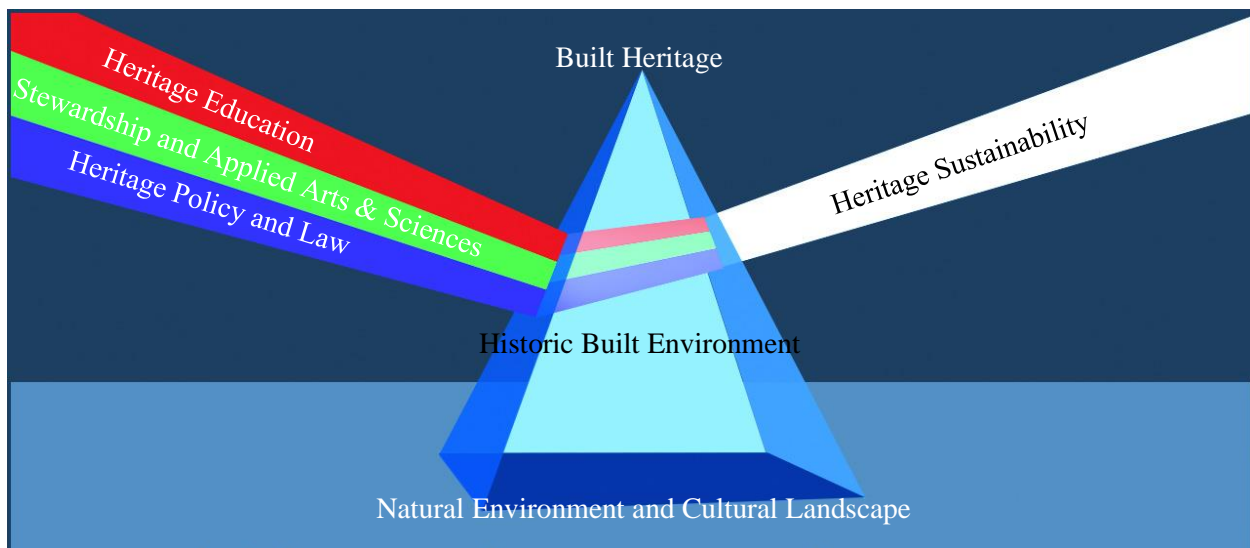 Built Heritage
Heritage Education
Stewardship and Applied Arts & Sciences
Heritage Policy and Law
Heritage Sustainability
Historic Built Environment
Natural Environment and Cultural Landscape